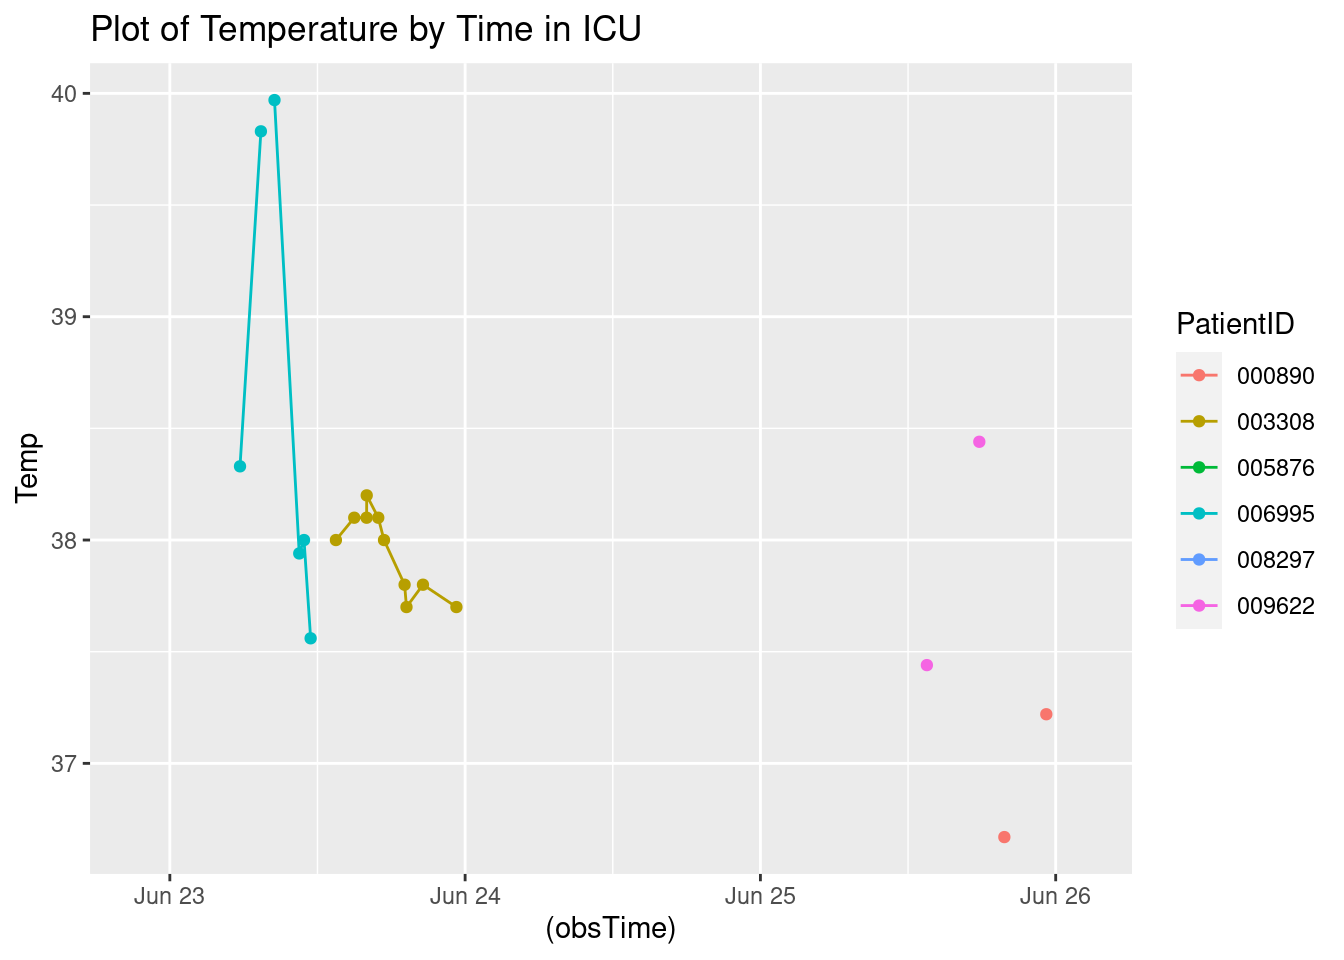 Plot of Temperature by Time in ICU
40
39
38
37
Temp
Jun 23
Jun 24
Jun 25
Jun 26
(obsTime)
PatientID
000890
003308
005876
006995
008297
009622